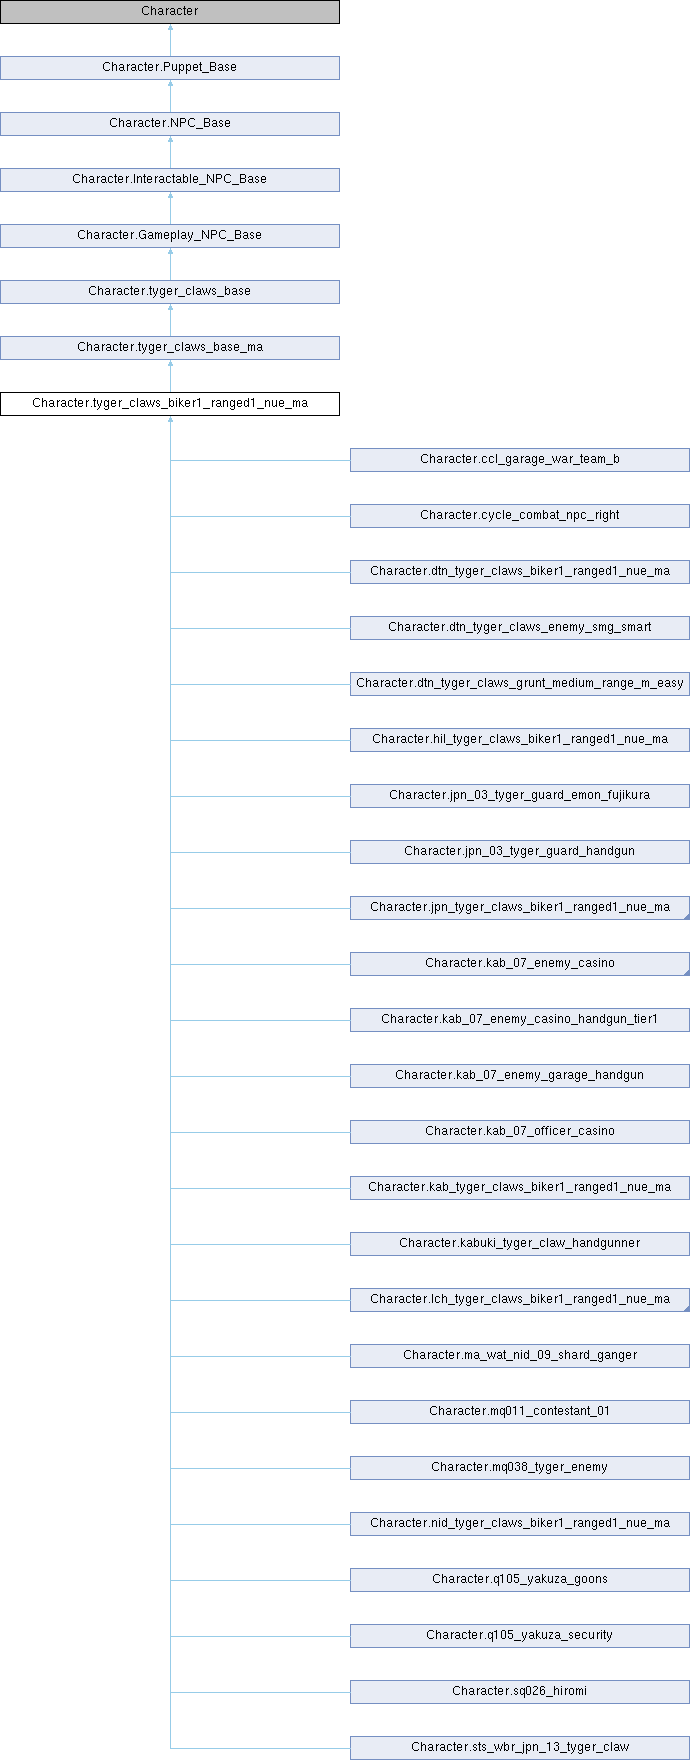 Character
Character.Puppet_Base
Character.NPC_Base
Character.Interactable_NPC_Base
Character.Gameplay_NPC_Base
Character.tyger_claws_base
Character.tyger_claws_base_ma
Character.tyger_claws_biker1_ranged1_nue_ma
Character.ccl_garage_war_team_b
Character.cycle_combat_npc_right
Character.dtn_tyger_claws_biker1_ranged1_nue_ma
Character.dtn_tyger_claws_enemy_smg_smart
Character.dtn_tyger_claws_grunt_medium_range_m_easy
Character.hil_tyger_claws_biker1_ranged1_nue_ma
Character.jpn_03_tyger_guard_emon_fujikura
Character.jpn_03_tyger_guard_handgun
Character.jpn_tyger_claws_biker1_ranged1_nue_ma
Character.kab_07_enemy_casino
Character.kab_07_enemy_casino_handgun_tier1
Character.kab_07_enemy_garage_handgun
Character.kab_07_officer_casino
Character.kab_tyger_claws_biker1_ranged1_nue_ma
Character.kabuki_tyger_claw_handgunner
Character.lch_tyger_claws_biker1_ranged1_nue_ma
Character.ma_wat_nid_09_shard_ganger
Character.mq011_contestant_01
Character.mq038_tyger_enemy
Character.nid_tyger_claws_biker1_ranged1_nue_ma
Character.q105_yakuza_goons
Character.q105_yakuza_security
Character.sq026_hiromi
Character.sts_wbr_jpn_13_tyger_claw